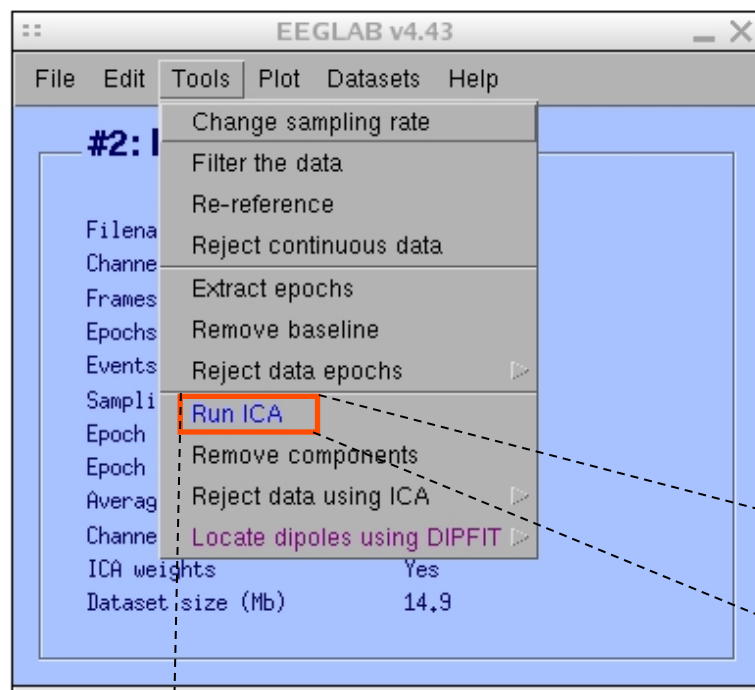 EEGLAB v4.43
File Edit Tools Plot Datasets Help
#2:
Change sampling rate
Filter the data
Re-reference
Reject continuous data
Extract epochs
Remove baseline
Reject data epochs
Run ICA
Remove components
Reject data using ICA
Locate dipoles using DIPFIT
Filena
Channe
Frames
Epochs
Events
Sampli
Epoch
Epoch
Averag
Channe
ICA weights Yes
Dataset size (Mb) 14.9